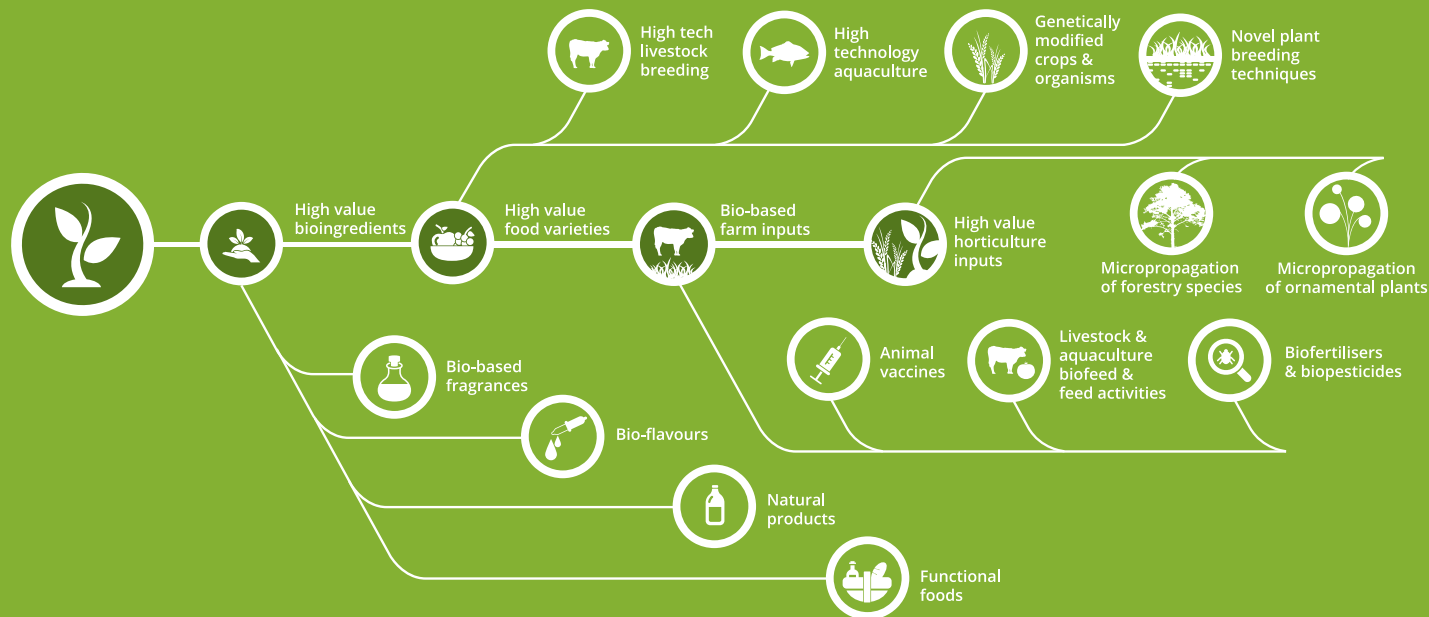 High tech
livestock
breeding
High
technology
aquaculture
Genetically
modified
crops &
organisms
Novel plant
breeding
techniques
High value
bioingredients
High value
food varieties
Bio-based
farm inputs
High value
horticulture
inputs
Micropropagation
of forestry species
Micropropagation
of ornamental plants
Animal
vaccines
Livestock &
aquaculture
biofeed &
feed activities
Biofertilisers
& biopesticides
Bio-based
fragrances
Bio-flavours
Natural
products
Functional
foods